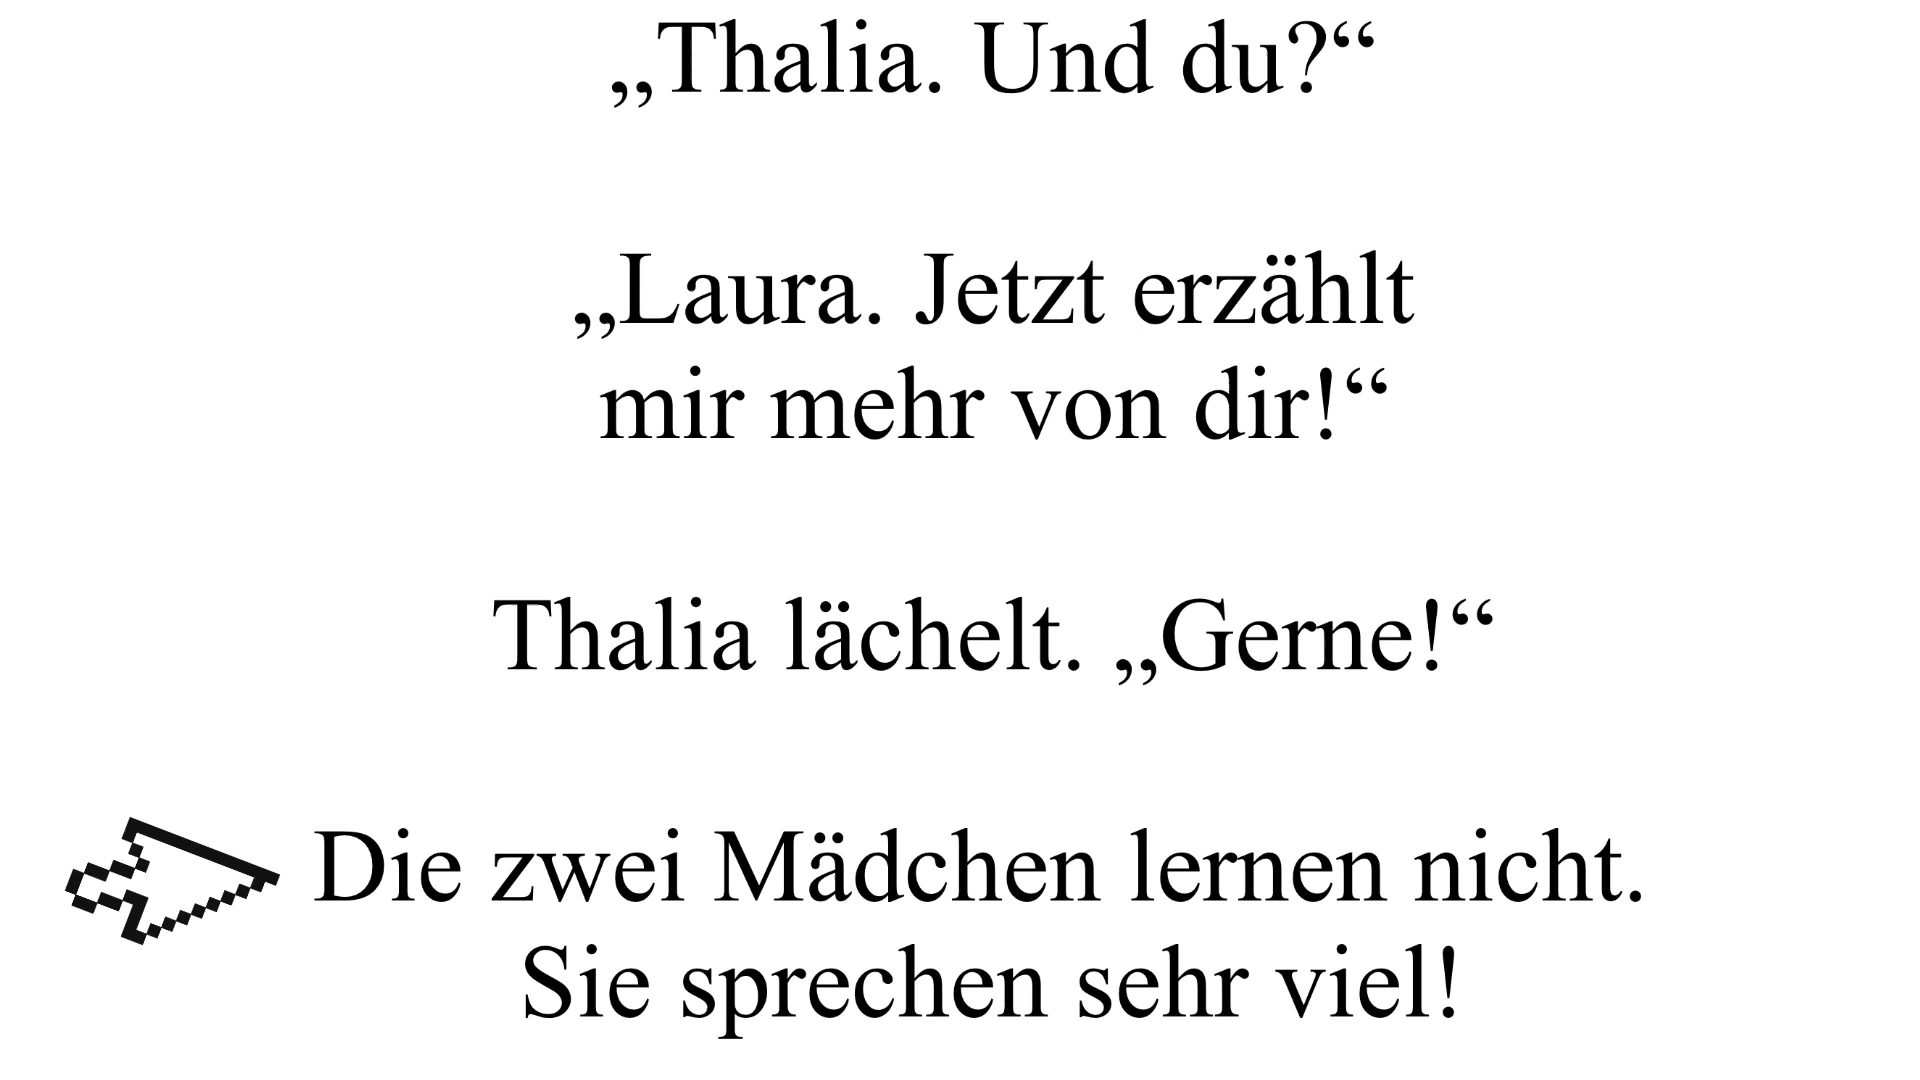 „Thalia. Und du?“
„Laura. Jetzt erzählt
mir mehr von dir!“
Thalia lächelt. „Gerne!“
Die zwei Mädchen lernen nicht.
Sie sprechen sehr viel!